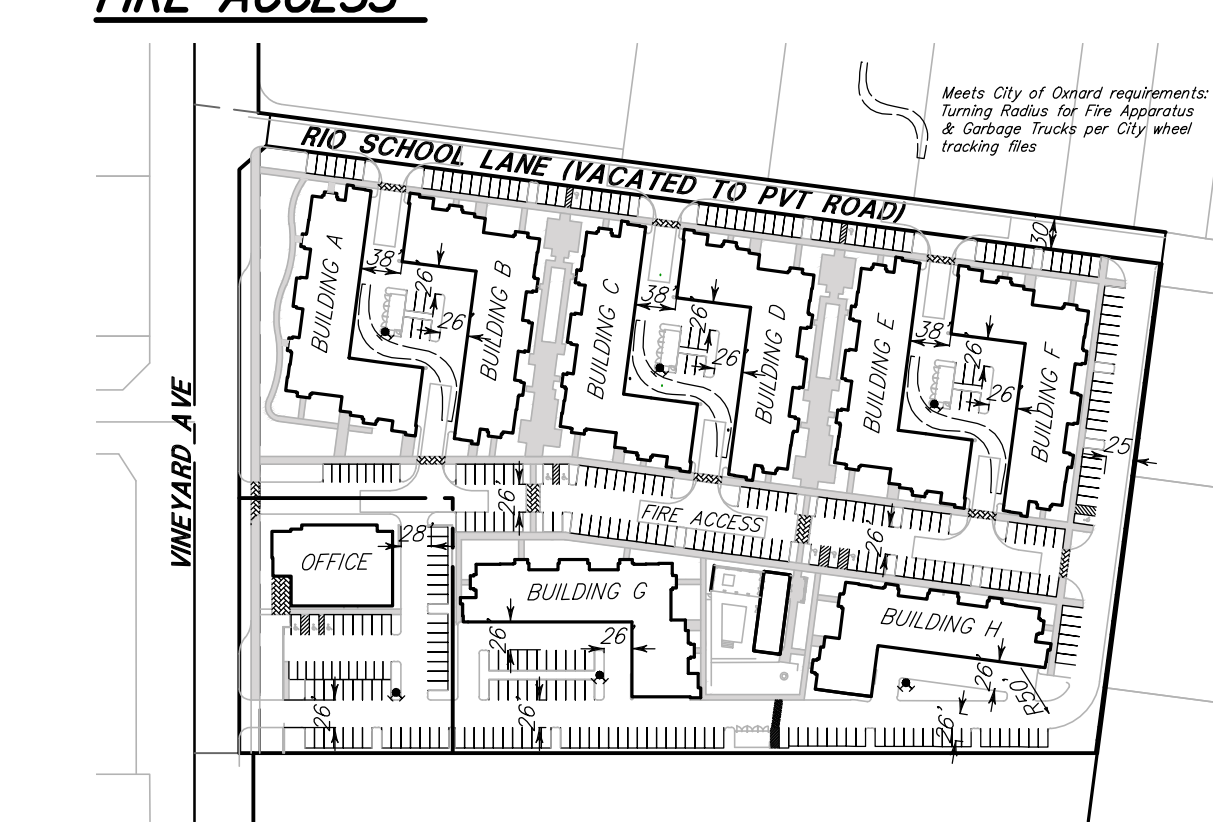 FIRE ACCESS
Meets City of Oxnard requirements:
Turning Radius for Fire Apparatus
& Garbage Trucks per City wheel
tracking files
RIO SCHOOL LANE (VACATED TO PVT ROAD)
30'
BUILDING A
38'
26'
26'
BUILDING B
BUILDING C
38'
26'
26'
BUILDING D
BUILDING E
38'
26'
26'
BUILDING F
25
VINEYARD AVE
26'
FIRE ACCESS
26'
OFFICE
28'
BUILDING G
26'
26'
BUILDING H
26'
R50'
26'
26'
26'